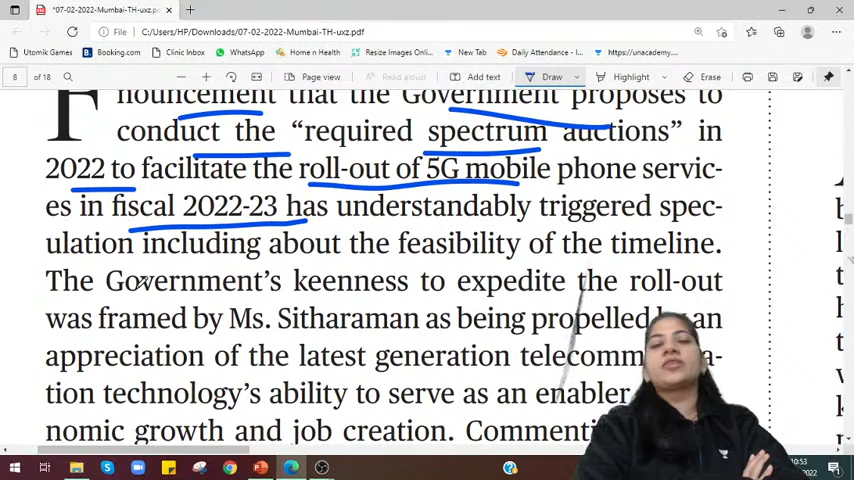 *07-02-2022-Mumbai-TH-uxz.pdf
File C:/Users/HP/Downloads/07-02-2022-Mumbai-TH-uxz.pdf
Utomik Games Booking.com Clinic Inbox WhatsApp Home n Health Resize Images Onli... New Tab Daily Attendance - I... https://unacademy....
8 of 18 Page view Read aloud Add text Draw Highlight Erase
F nouncement that the Government proposes to
conduct the “required spectrum auctions” in
2022 to facilitate the roll-out of 5G mobile phone servic-
es in fiscal 2022-23 has understandably triggered spec-
ulation including about the feasibility of the timeline.
The Government’s keenness to expedite the roll-out
was framed by Ms. Sitharaman as being propelled by an
appreciation of the latest generation
tion technology’s ability to serve as an enabler
nomic growth and job creation.
10:53